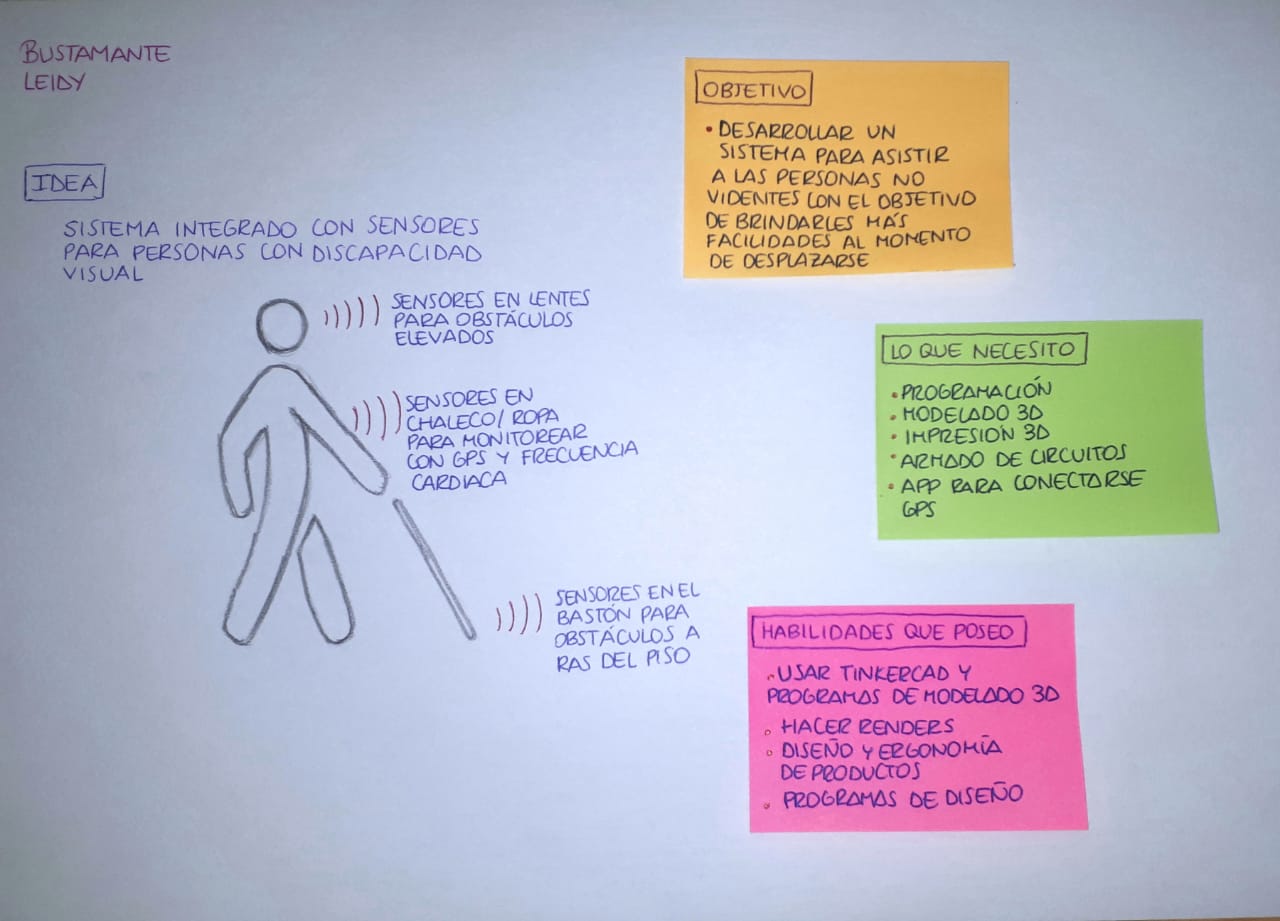 BUSTAMANTE
LEIDY
IDEA
SISTEMA INTEGRADO CON SENSORES
PARA PERSONAS CON DISCAPACIDAD
VISUAL
SENSORES EN LENTES
PARA OBSTÁCULOS
ELEVADOS
SENSORES EN
CHALECO/ROPA
PARA MONITOREAR
CON GPS Y FRECUENCIA
CARDIACA
SENSORES EN EL
BASTÓN PARA
OBSTÁCULOS A
RAS DEL PISO
OBJETIVO
• DESARROLLAR UN
SISTEMA PARA ASISTIR
A LAS PERSONAS NO
VIDENTES CON EL OBJETIVO
DE BRINDARLES MÁS
FACILIDADES AL MOMENTO
DE DESPLAZARSE
LO QUE NECESITO
• PROGRAMACIÓN
• MODELADO 3D
• IMPRESIÓN 3D
• ARMADO DE CIRCUITOS
• APP PARA CONECTARSE
GPS
HABILIDADES QUE POSEO
• USAR TINKERCAD Y
PROGRAMAS DE MODELADO 3D
• HACER RENDERS
• DISEÑO Y ERGONOMÍA
DE PRODUCTOS
• PROGRAMAS DE DISEÑO